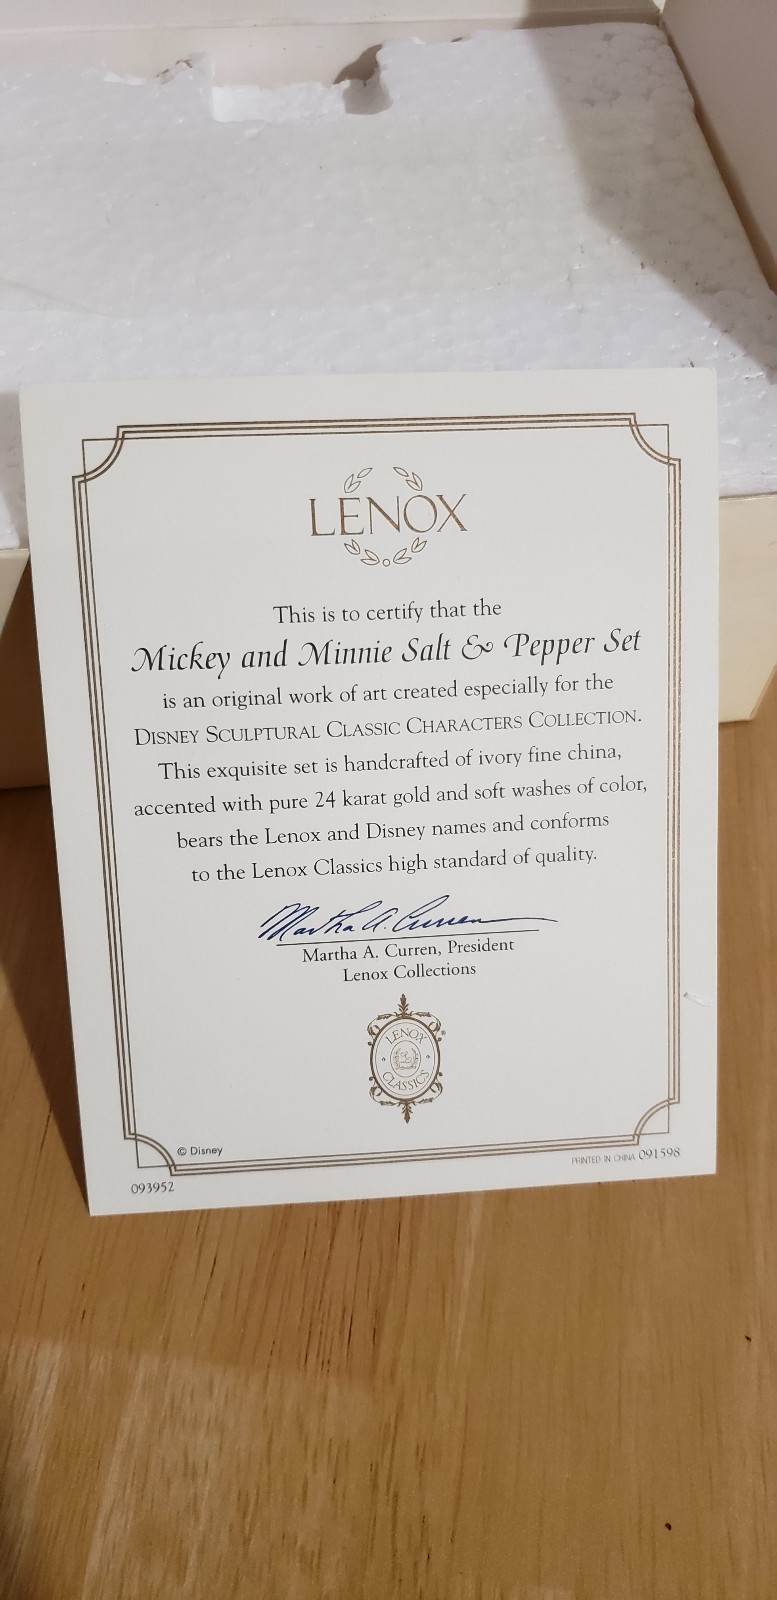 LENOX
This is to certify that the
Mickey and Minnie Salt & Pepper Set
is an original work of art created especially for the
DISNEY SCULPTURAL CLASSIC CHARACTERS COLLECTION.
This exquisite set is handcrafted of ivory fine china,
accented with pure 24 karat gold and soft washes of color,
bears the Lenox and Disney names and conforms
to the Lenox Classics high standard of quality.
Martha A. Curren
Martha A. Curren, President
Lenox Collections
LENOX
CLASSICS
© Disney
PRINTED IN CHINA 091598
093952